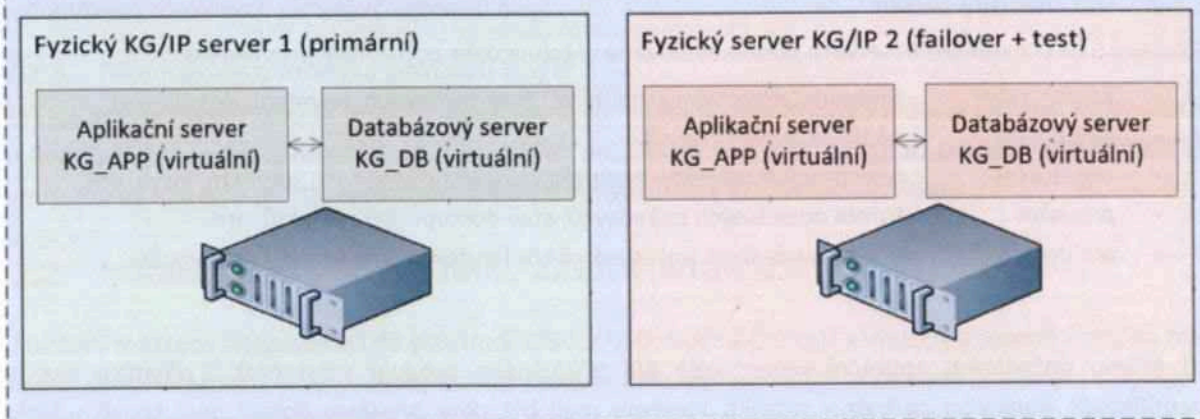 Fyzický KG/IP server 1 (primární)
Aplikační server
KG_APP (virtuální)
Databázový server
KG_DB (virtuální)
Fyzický server KG/IP 2 (failover + test)
Aplikační server
KG_APP (virtuální)
Databázový server
KG_DB (virtuální)